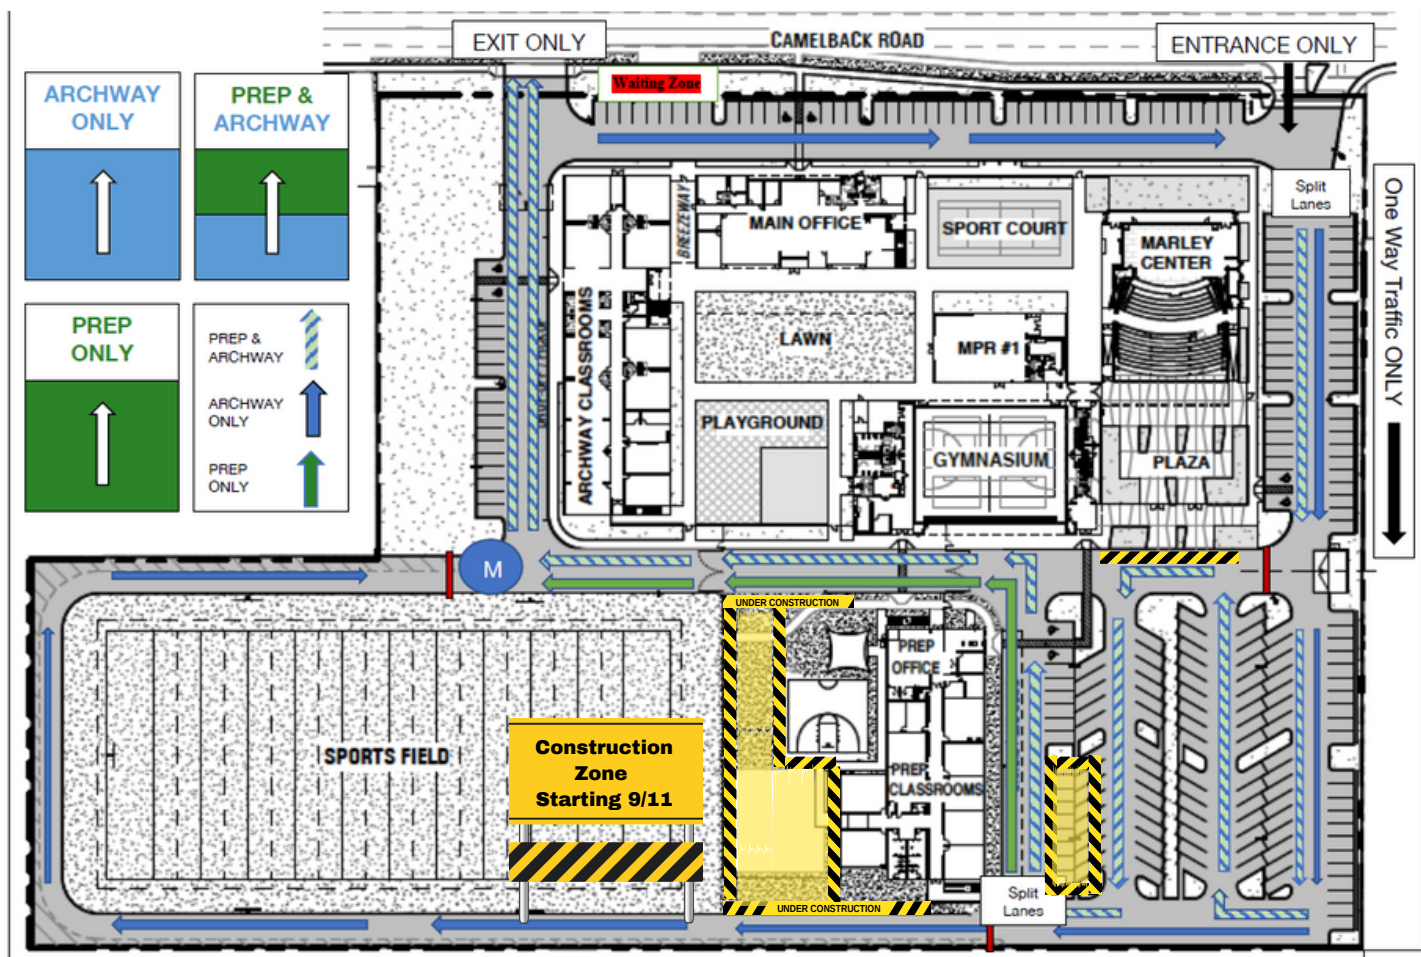 EXIT ONLY
CAMELBACK ROAD
ENTRANCE ONLY
Waiting Zone
ARCHWAY
ONLY
PREP &
ARCHWAY
PREP
ONLY
PREP &
ARCHWAY
ARCHWAY
ONLY
PREP
ONLY
Split
Lanes
One Way Traffic ONLY
BREEZEWAY
MAIN OFFICE
SPORT COURT
MARLEY
CENTER
ARCHWAY CLASSROOMS
LAWN
MPR #1
PLAYGROUND
GYMNASIUM
PLAZA
M
UNDER CONSTRUCTION
PREP
OFFICE
SPORTS FIELD
Construction
Zone
Starting 9/11
PREP
CLASSROOMS
UNDER CONSTRUCTION
Split
Lanes